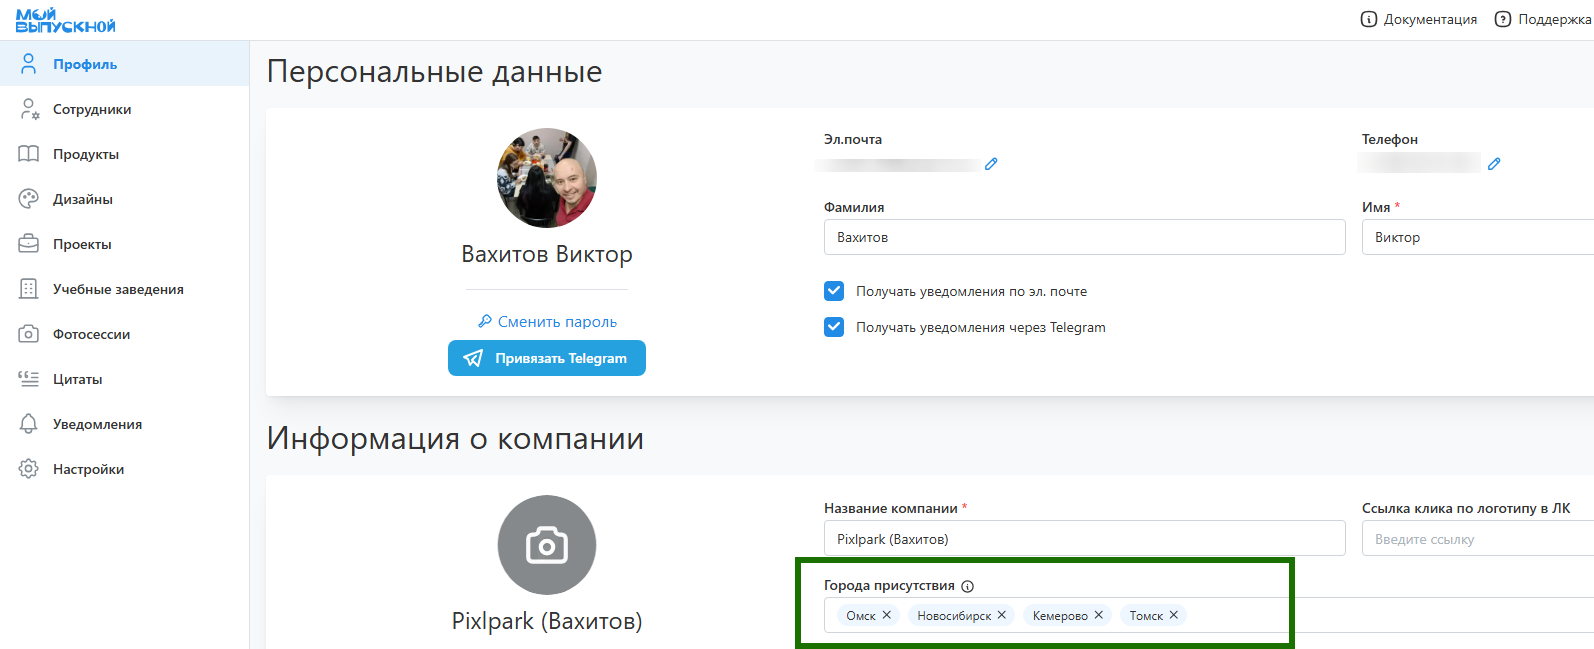 МОЙ
ВЫПУСКНОЙ
Документация
Поддержка
Профиль
Сотрудники
Продукты
Дизайны
Проекты
Учебные заведения
Фотосессии
Цитаты
Уведомления
Настройки
Персональные данные
Вахитов Виктор
Сменить пароль
Привязать Telegram
Эл.почта
Телефон
Фамилия
Имя *
Вахитов
Виктор
Получать уведомления по эл. почте
Получать уведомления через Telegram
Информация о компании
Pixlpark (Вахитов)
Название компании *
Ссылка клика по логотипу в ЛК
Pixlpark (Вахитов)
Введите ссылку
Города присутствия
Омск Новосибирск Кемерово Томск